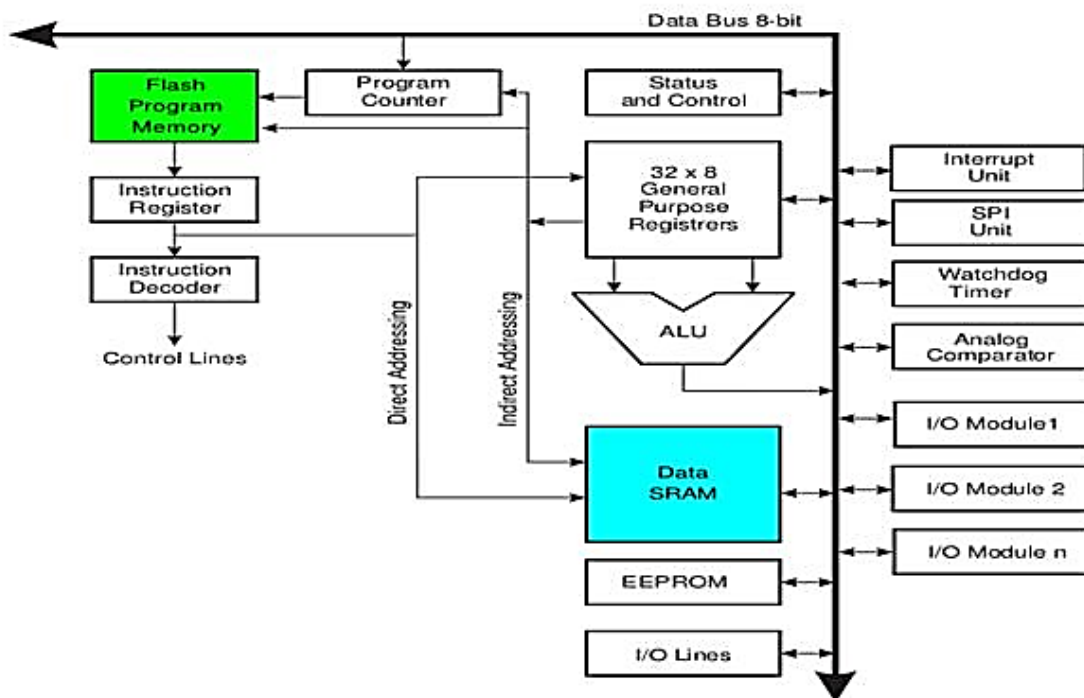 Data Bus 8-bit
Flash
Program
Memory
Program
Counter
Status
and Control
Instruction
Register
32 x 8
General
Purpose
Registrers
Interrupt
Unit
SPI
Unit
Instruction
Decoder
Watchdog
Timer
Control Lines
Direct Addressing
Indirect Addressing
ALU
Analog
Comparator
I/O Module1
Data
SRAM
I/O Module 2
I/O Module n
EEPROM
I/O Lines